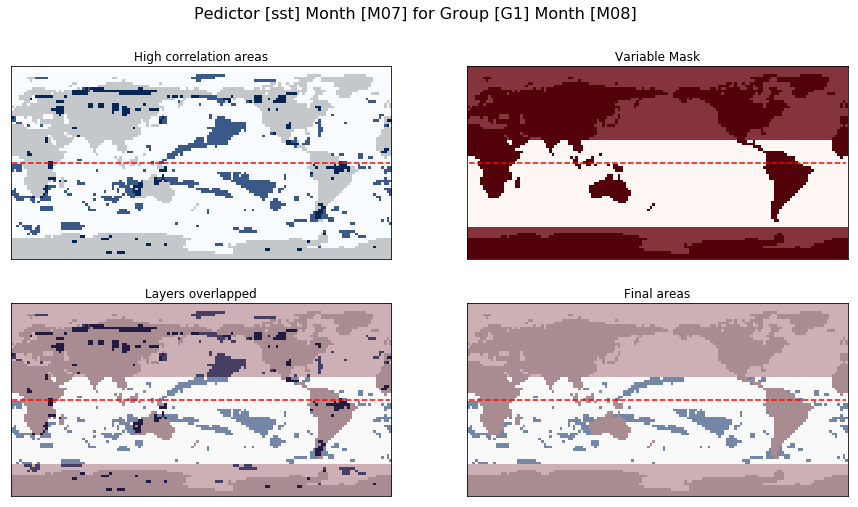 Pedictor [sst] Month [M07] for Group [G1] Month [M08]
High correlation areas
Variable Mask
Layers overlapped
Final areas